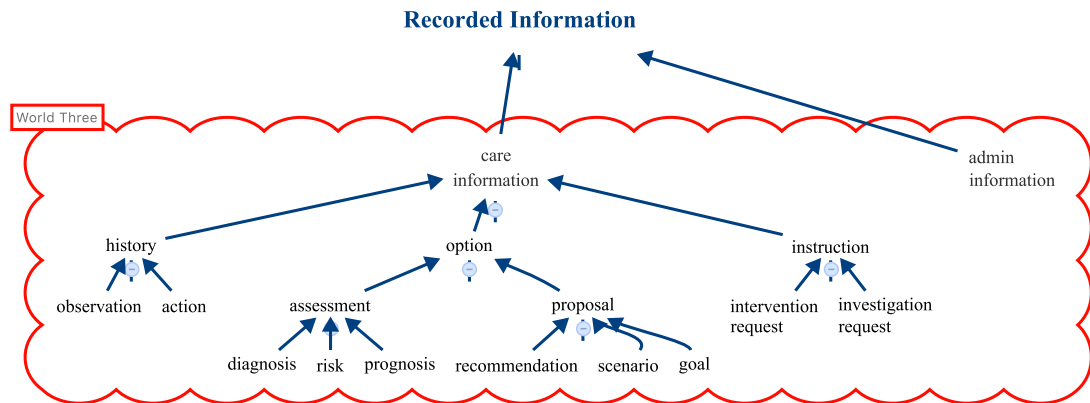 Recorded Information
World Three
care
information
admin
information
history
option
instruction
observation
action
assessment
proposal
intervention
request
investigation
request
diagnosis
risk
prognosis
recommendation
scenario
goal